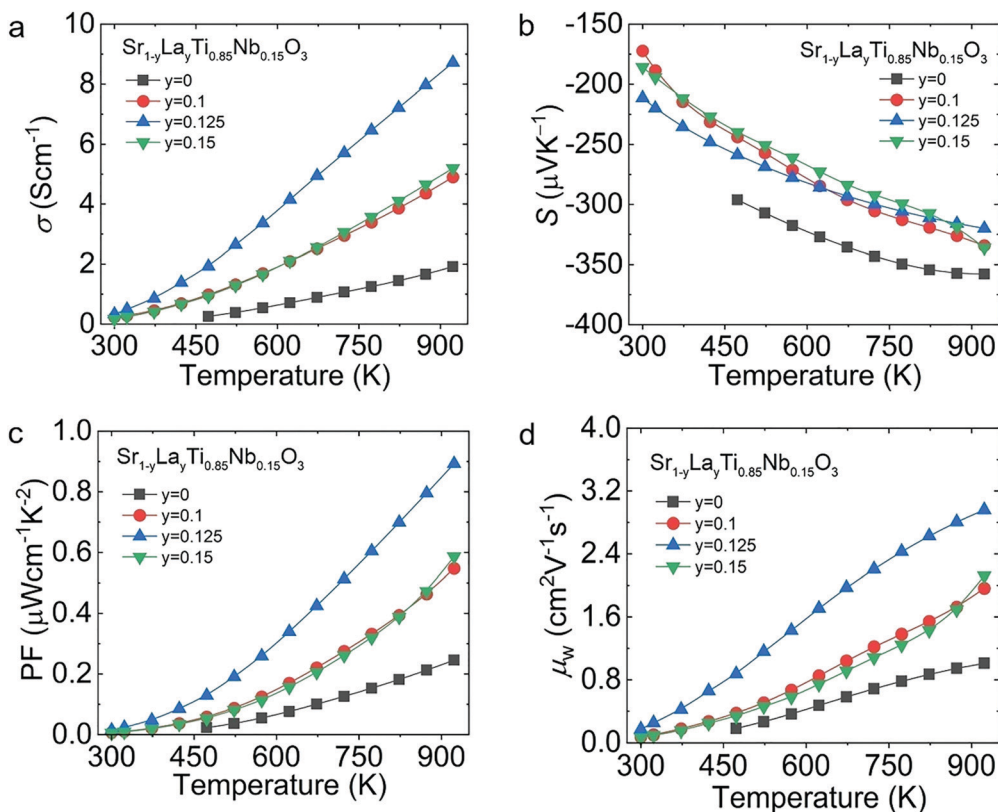 a
10
8
6
4
2
0
σ (Scm⁻¹)
Sr₁₋yLayTi₀.₈₅Nb₀.₁₅O₃
y=0
y=0.1
y=0.125
y=0.15
300 450 600 750 900
Temperature (K)
b
-150
-200
-250
-300
-350
-400
S (μVK⁻¹)
Sr₁₋yLayTi₀.₈₅Nb₀.₁₅O₃
y=0
y=0.1
y=0.125
y=0.15
300 450 600 750 900
Temperature (K)
c
1.0
0.8
0.6
0.4
0.2
0.0
PF (μWcm⁻¹K⁻²)
Sr₁₋yLayTi₀.₈₅Nb₀.₁₅O₃
y=0
y=0.1
y=0.125
y=0.15
300 450 600 750 900
Temperature (K)
d
4.0
3.2
2.4
1.6
0.8
0.0
μw (cm²V⁻¹s⁻¹)
Sr₁₋yLayTi₀.₈₅Nb₀.₁₅O₃
y=0
y=0.1
y=0.125
y=0.15
300 450 600 750 900
Temperature (K)